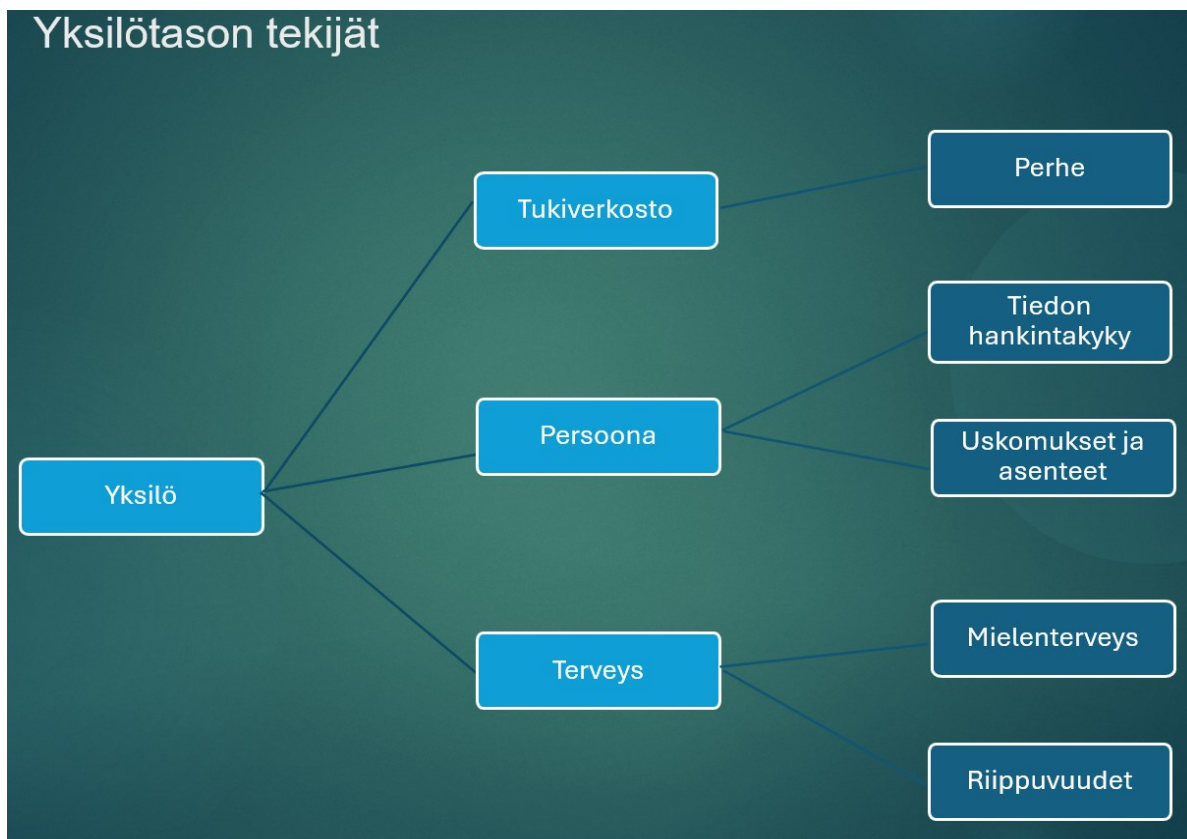 Yksilötason tekijät
Perhe
Tukiverkosto
Tiedon
hankintakyky
Persoona
Uskomukset ja
asenteet
Yksilö
Mielenterveys
Terveys
Riippuvuudet